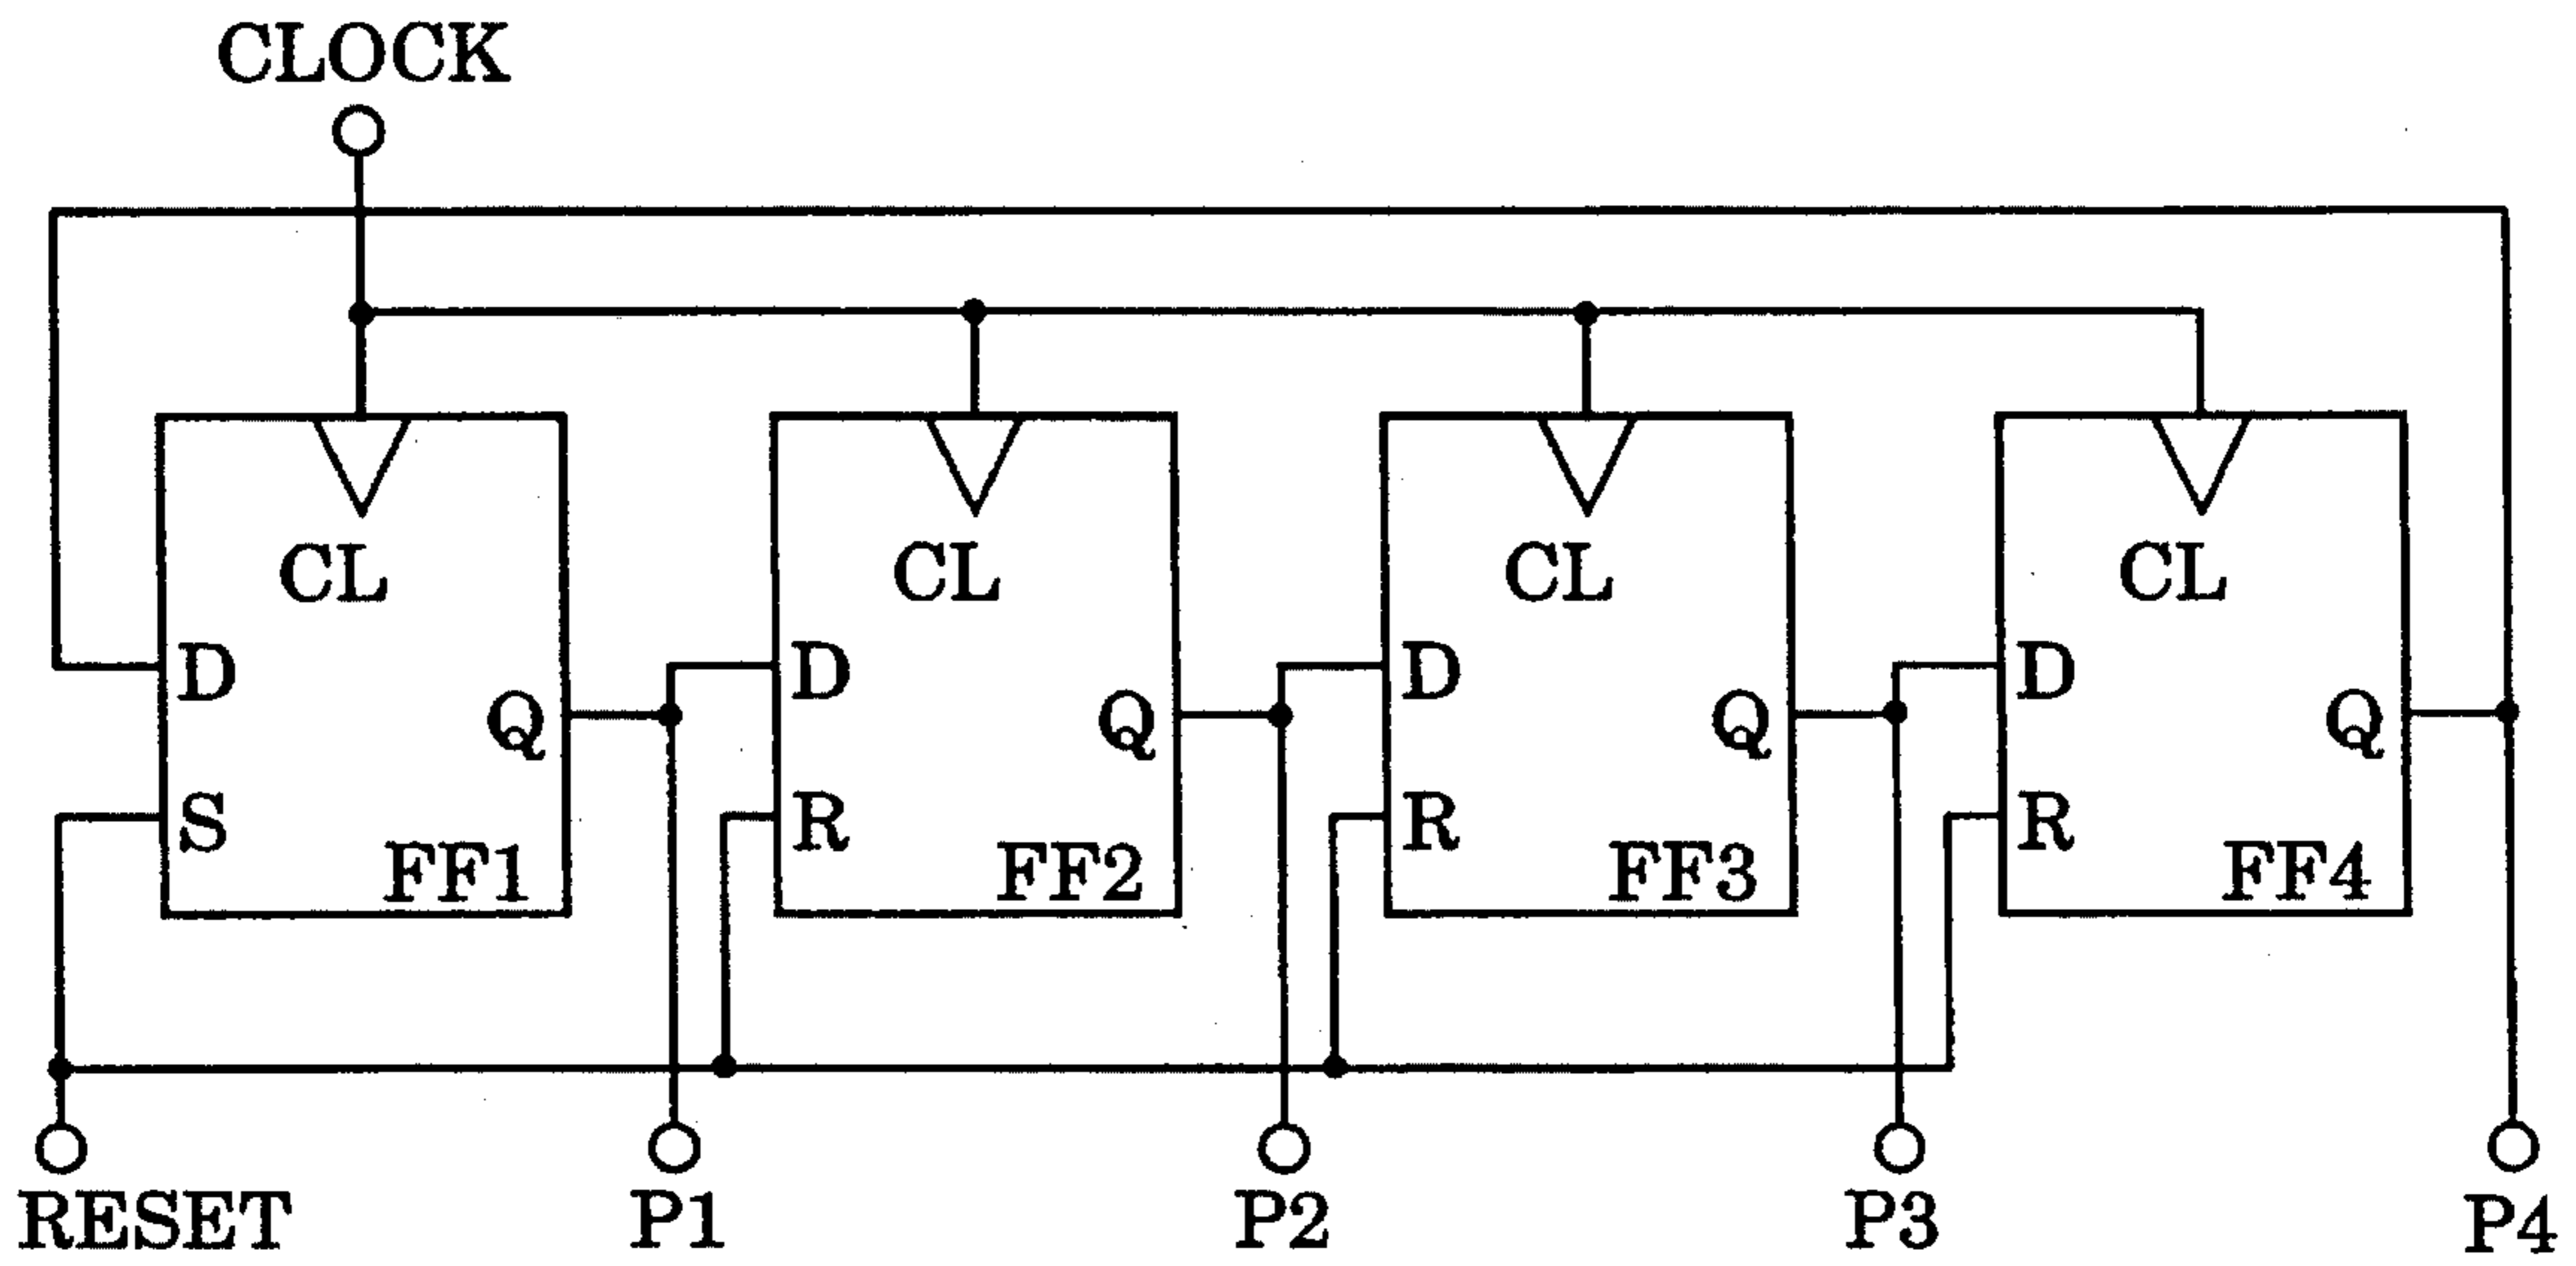 CLOCK
CL CL CL CL
D D D D
Q Q Q Q
S R R R
FF1 FF2 FF3 FF4
RESET P1 P2 P3 P4